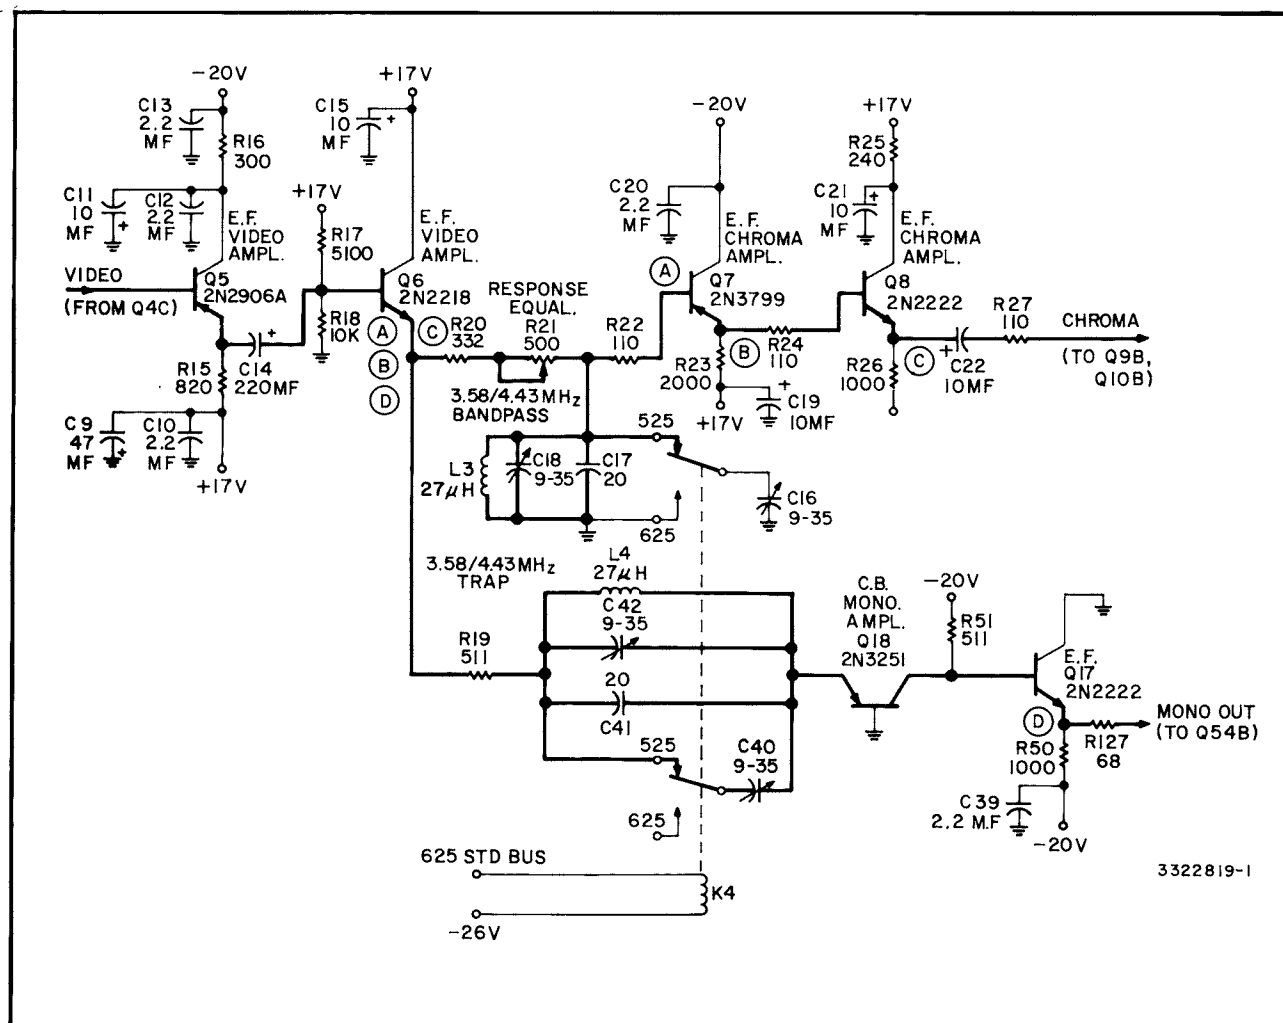 -20V
+17V
C13
2.2
MF
R16
300
C15
10
MF
+
-20V
+17V
C11
10
MF
+
C12
2.2
MF
E.F.
VIDEO
AMPL.
+17V
R17
5100
E.F.
VIDEO
AMPL.
C20
2.2
MF
E.F.
CHROMA
AMPL.
R25
240
C21
10
MF
+
E.F.
CHROMA
AMPL.
VIDEO
(FROM Q4C)
Q5
2N2906A
Q6
2N2218
RESPONSE
EQUAL.
R21
500
A
Q7
2N3799
Q8
2N2222
R27
110
CHROMA
(TO Q9B,
Q10B)
R18
10K
A
B
D
C
R20
332
R22
110
B
R24
110
C
+
C22
10MF
R15
820
+
C14
220MF
3.58/4.43MHz
BANDPASS
R23
2000
+
C19
10MF
+17V
R26
1000
C9
47
MF
+
C10
2.2
MF
+17V
525
L3
27μH
C18
9-35
C17
20
C16
9-35
625
3.58/4.43MHz
TRAP
L4
27μH
C42
9-35
R19
511
20
C41
525
C40
9-35
625
C.B.
MONO.
AMPL.
Q18
2N3251
-20V
R51
511
E.F.
Q17
2N2222
D
MONO OUT
(TO Q54B)
R50
1000
R127
68
C39
2.2 M.F
-20V
625 STD BUS
K4
-26V
3322819-1